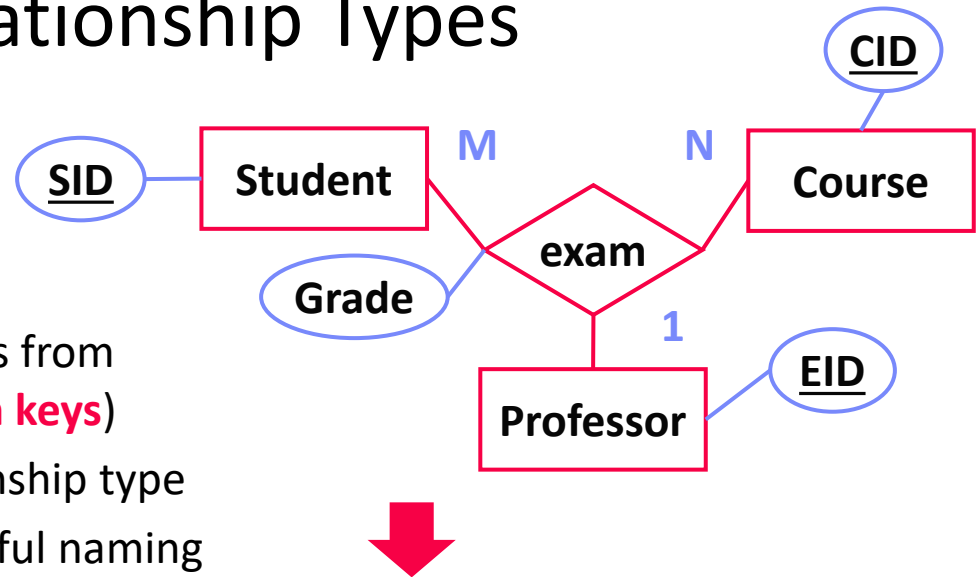 ationship Types
CID
M
N
SID
Student
Course
exam
Grade
s from
1
EID
keys)
Professor
nship type
ful naming